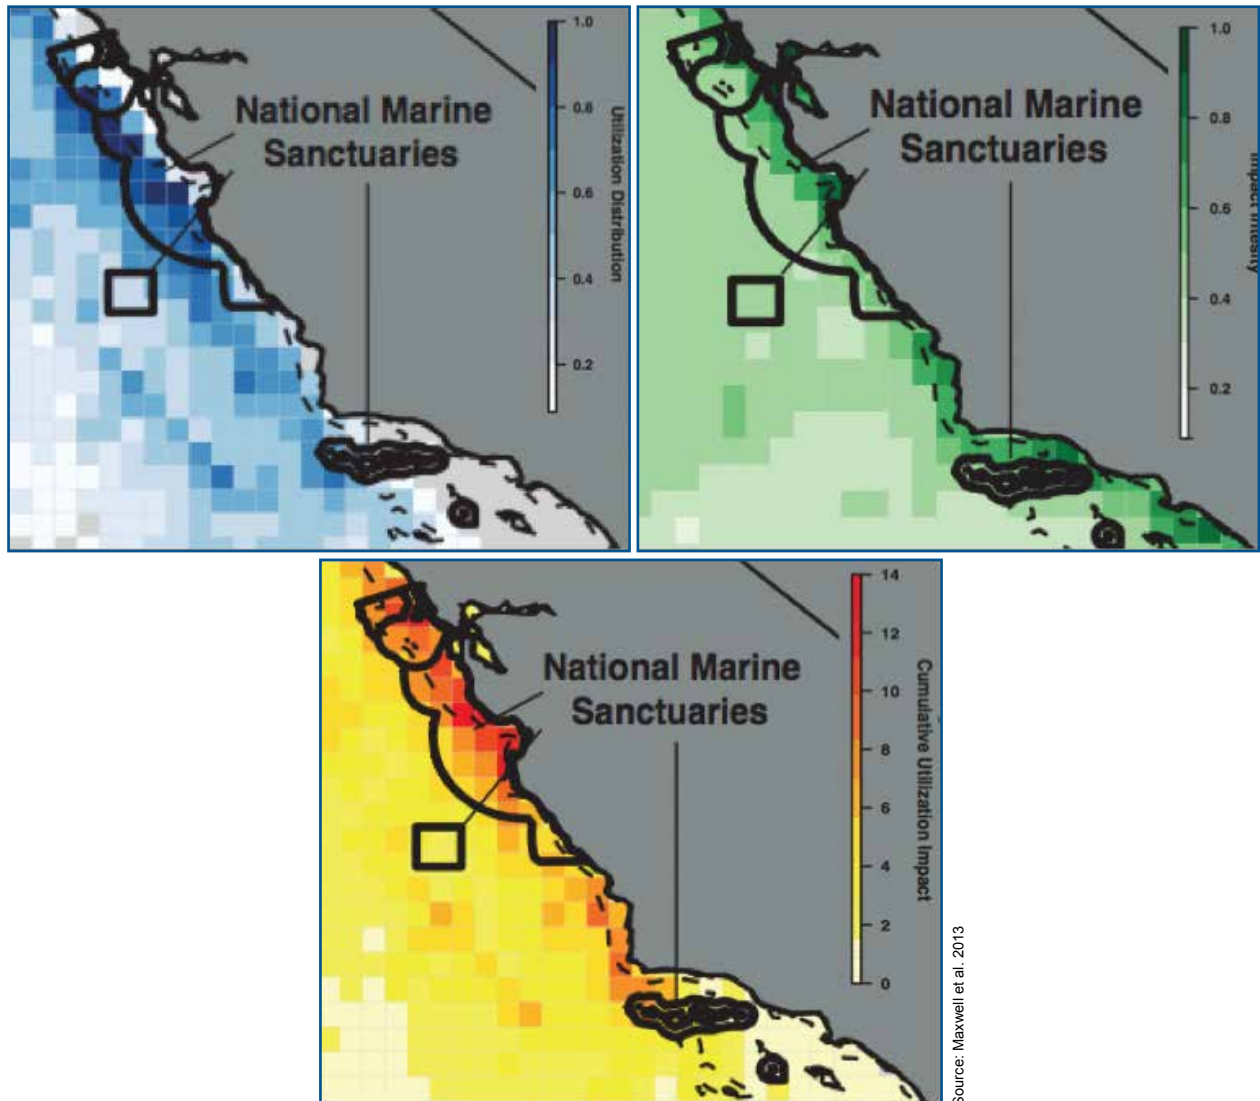 National Marine
Sanctuaries
1.0
0.8
0.6
0.4
0.2
Utilization Distribution
National Marine
Sanctuaries
1.0
0.8
0.6
0.4
0.2
Impact Intesity
National Marine
Sanctuaries
14
12
10
8
6
4
2
0
Cumulative Utilization Impact
Source: Maxwell et al. 2013